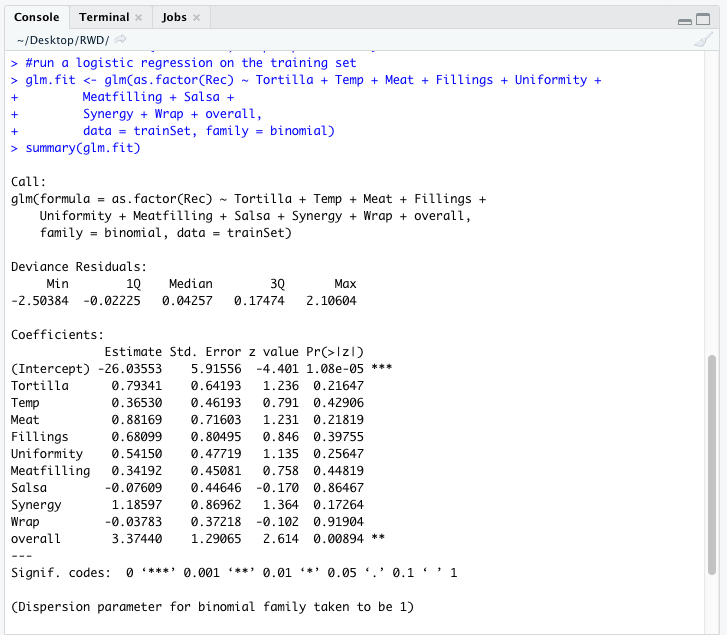 Console Terminal × Jobs ×
~/Desktop/RWD/
> #run a logistic regression on the training set
> glm.fit <- glm(as.factor(Rec) ~ Tortilla + Temp + Meat + Fillings + Uniformity +
+         Meatfilling + Salsa +
+         Synergy + Wrap + overall,
+         data = trainSet, family = binomial)
> summary(glm.fit)

Call:
glm(formula = as.factor(Rec) ~ Tortilla + Temp + Meat + Fillings +
    Uniformity + Meatfilling + Salsa + Synergy + Wrap + overall,
    family = binomial, data = trainSet)

Deviance Residuals:
     Min       1Q   Median       3Q      Max
-2.50384 -0.02225  0.04257  0.17474  2.10604

Coefficients:
             Estimate Std. Error z value Pr(>|z|)
(Intercept) -26.03553    5.91556  -4.401 1.08e-05 ***
Tortilla      0.79341    0.64193   1.236  0.21647
Temp          0.36530    0.46193   0.791  0.42906
Meat          0.88169    0.71603   1.231  0.21819
Fillings      0.68099    0.80495   0.846  0.39755
Uniformity    0.54150    0.47719   1.135  0.25647
Meatfilling   0.34192    0.45081   0.758  0.44819
Salsa        -0.07609    0.44646  -0.170  0.86467
Synergy       1.18597    0.86962   1.364  0.17264
Wrap         -0.03783    0.37218  -0.102  0.91904
overall       3.37440    1.29065   2.614  0.00894 **
---
Signif. codes:  0 ‘***’ 0.001 ‘**’ 0.01 ‘*’ 0.05 ‘.’ 0.1 ‘ ’ 1

(Dispersion parameter for binomial family taken to be 1)